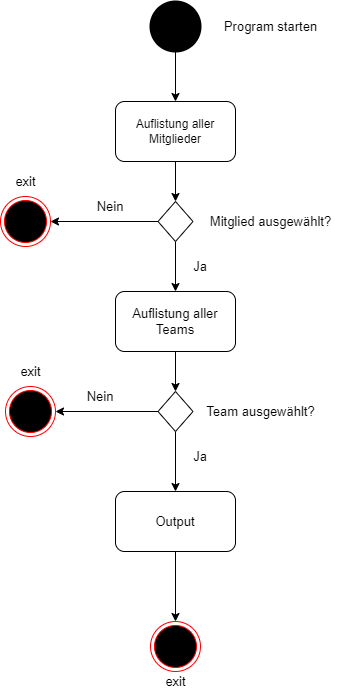 Program starten
Auflistung aller
Mitglieder
exit
Nein
Mitglied ausgewählt?
Ja
Auflistung aller
Teams
exit
Nein
Team ausgewählt?
Ja
Output
exit